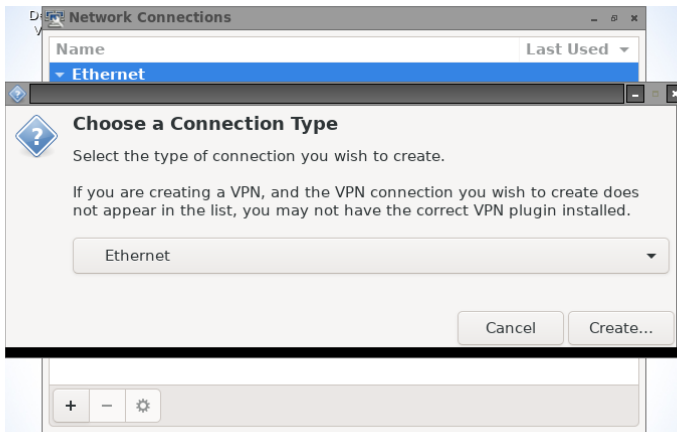 Network Connections
Name Last Used
Ethernet
Choose a Connection Type
Select the type of connection you wish to create.
If you are creating a VPN, and the VPN connection you wish to create does
not appear in the list, you may not have the correct VPN plugin installed.
Ethernet
Cancel Create...